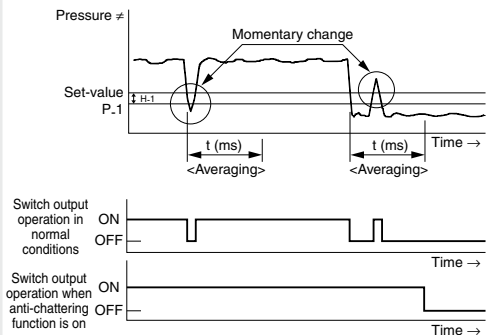 Pressure ≠
Momentary change
Set-value
H-1
P_1
t (ms)
t (ms)
Time →
<Averaging>
<Averaging>
Switch output
operation in
normal
conditions
ON
OFF
Time →
Switch output
operation when
anti-chattering
function is on
ON
OFF
Time →